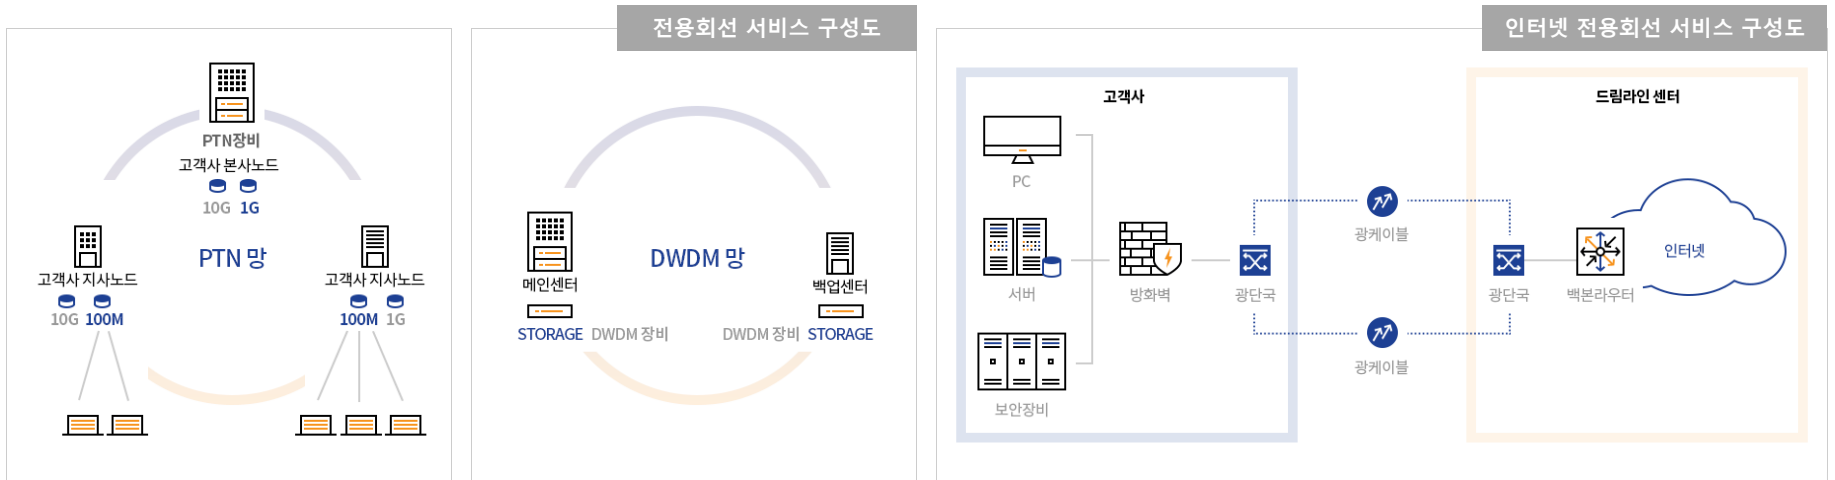 전용회선 서비스 구성도
인터넷 전용회선 서비스 구성도
PTN장비
고객사 본사노드
10G 1G
PTN 망
고객사 지사노드
10G 100M
고객사 지사노드
100M 1G
DWDM 망
메인센터
STORAGE DWDM 장비
백업센터
DWDM 장비 STORAGE
고객사
PC
서버
보안장비
방화벽
광단국
광케이블
광케이블
드림라인 센터
광단국
백본라우터
인터넷